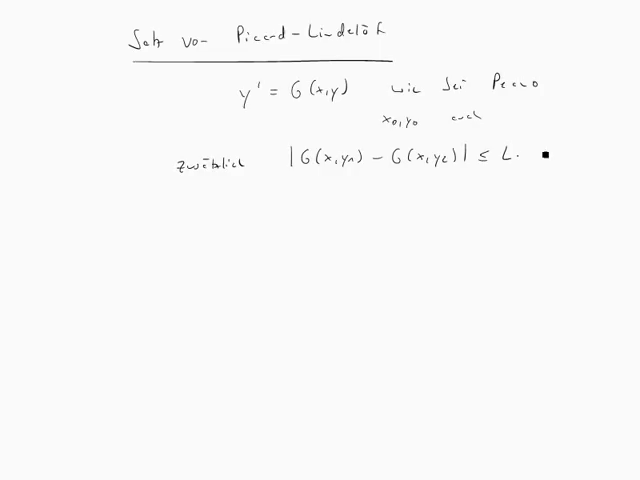 Satz von Picard-Lindelöf
y' = G(x,y) wie bei Peano
x₀,y₀ auch
Zusätzlich |G(x,y₁) - G(x,y₂)| ≤ L.